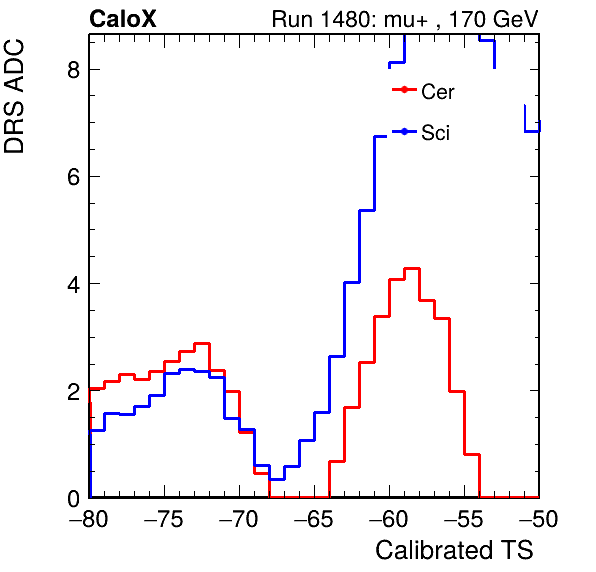 CaloX Run 1480: mu+ , 170 GeV
DRS ADC
8
6
4
2
0
Cer
Sci
−80 −75 −70 −65 −60 −55 −50
Calibrated TS